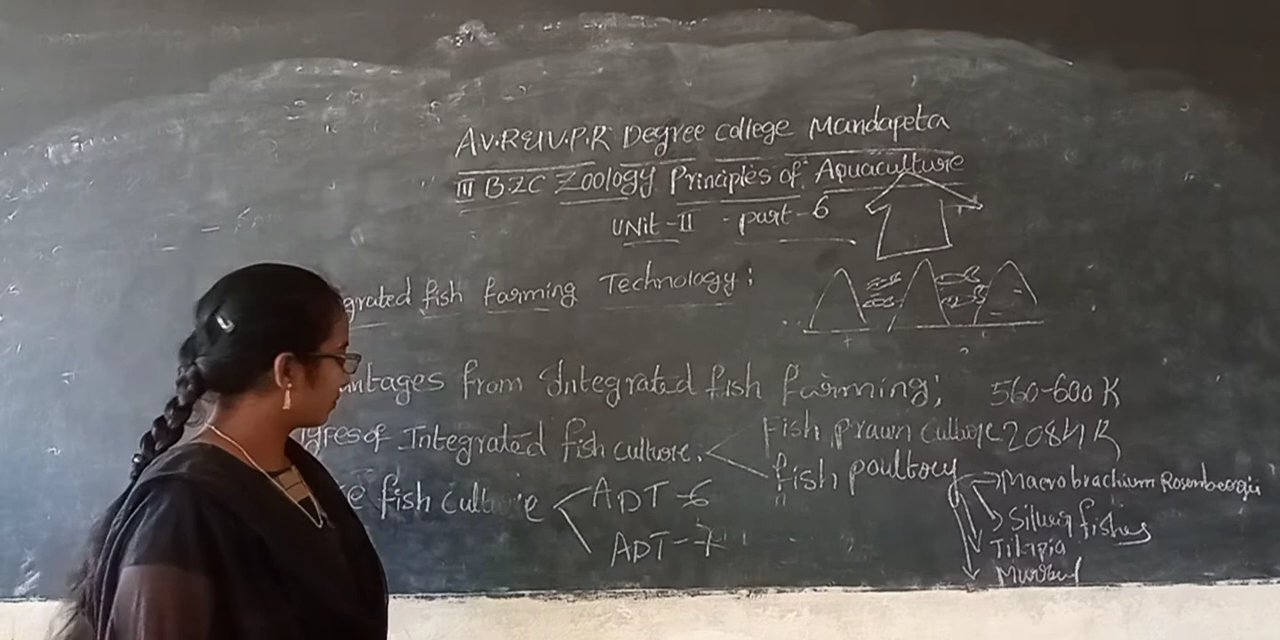 A.V.R & V.P.R Degree College Mandapeta
III B.Z.C Zoology Principles of Aquaculture
UNit-II - part-6
grated fish farming Technology:
ntages from Integrated fish farming; 560-600 K
ypes of Integrated fish culture. Fish prawn culture 2084 K
fish poultry
e fish culture ADT-6
Macrobrachium Rosenbergii
Silver fishes
ADT-7
Tilapia
Murrel